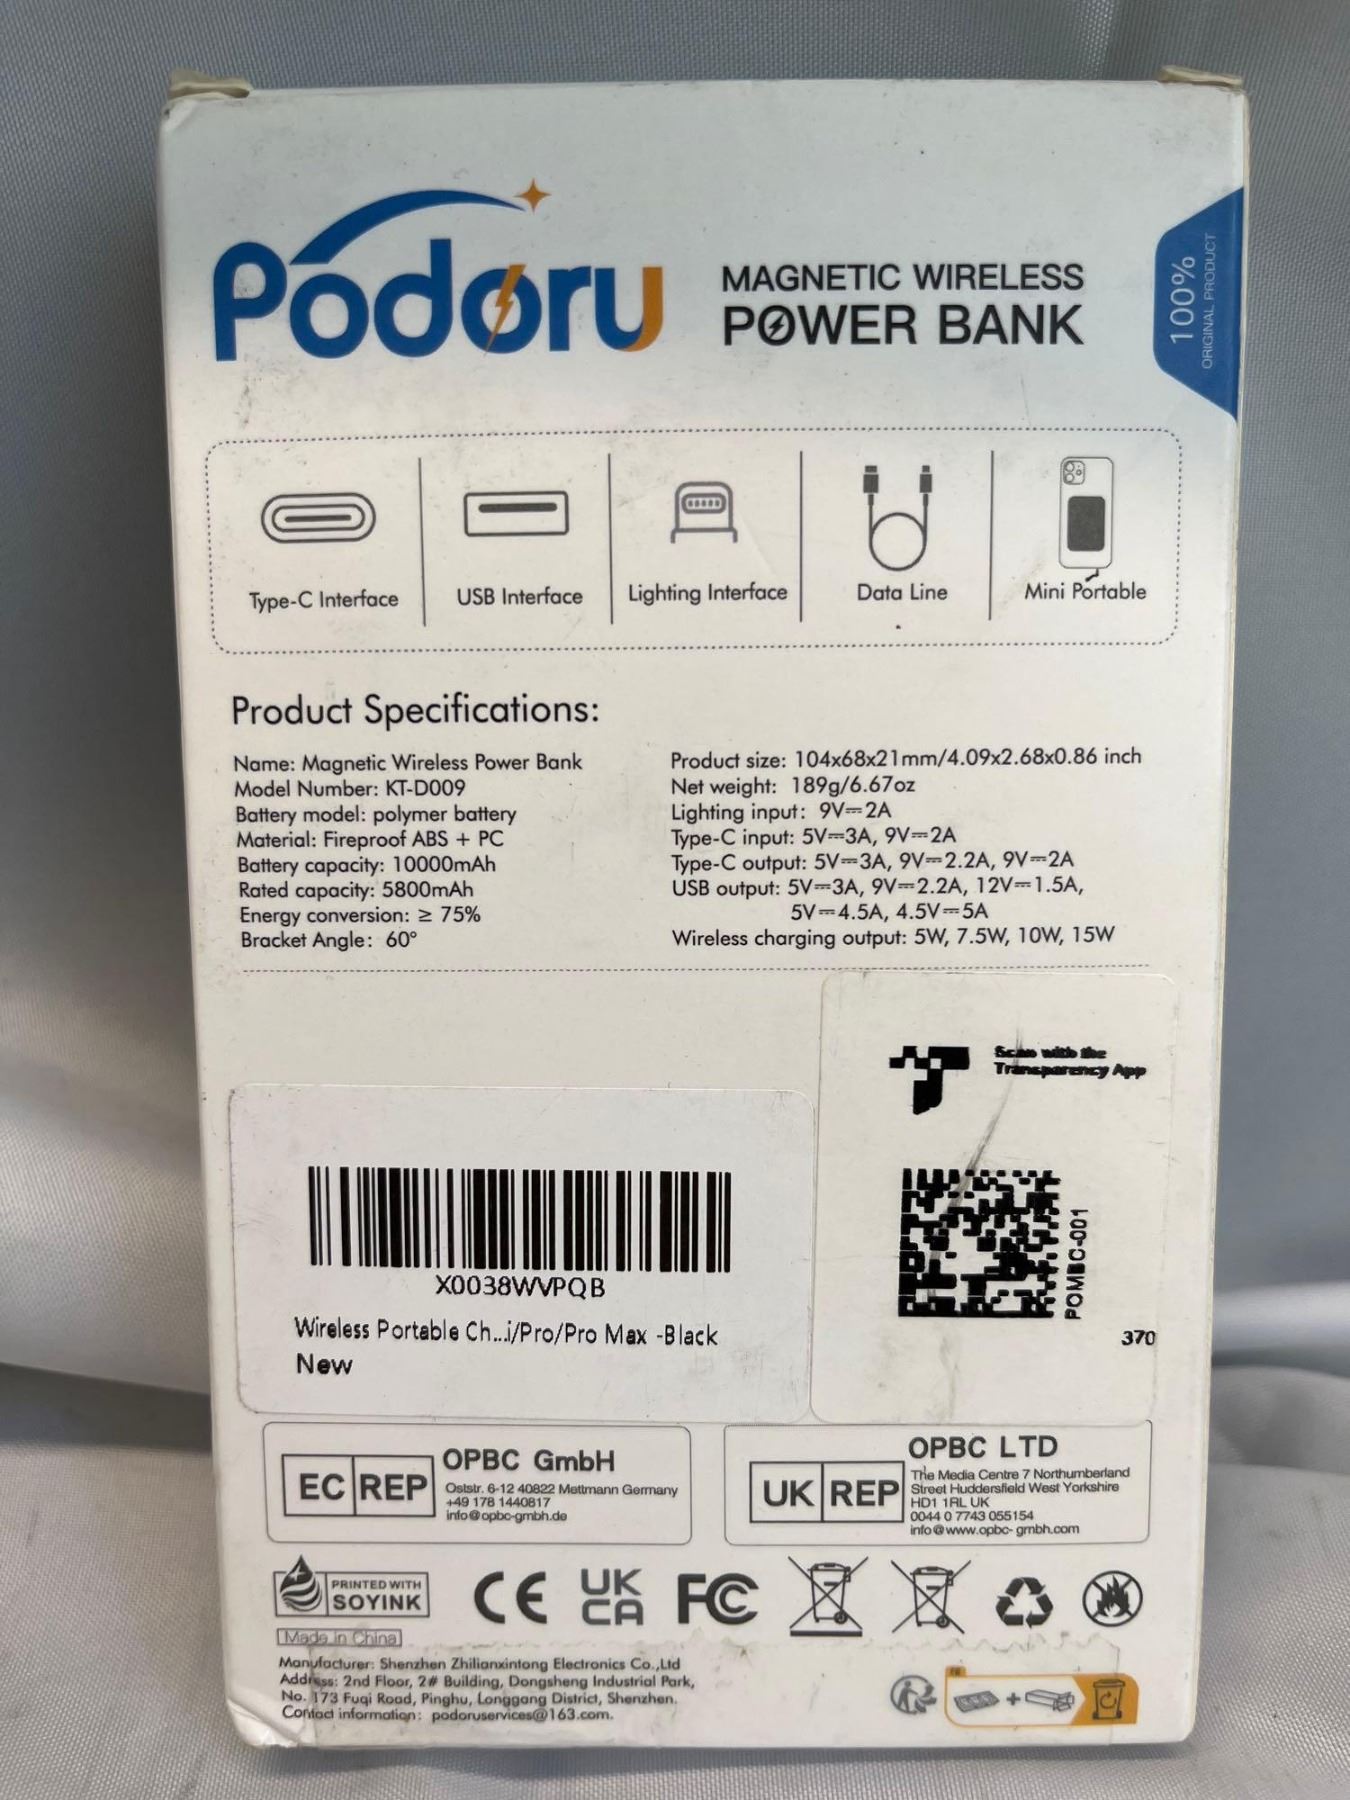 Podoru
MAGNETIC WIRELESS
POWER BANK
100%
ORIGINAL PRODUCT
Type-C Interface
USB Interface
Lighting Interface
Data Line
Mini Portable
Product Specifications:
Name: Magnetic Wireless Power Bank
Model Number: KT-D009
Battery model: polymer battery
Material: Fireproof ABS + PC
Battery capacity: 10000mAh
Rated capacity: 5800mAh
Energy conversion: ≥ 75%
Bracket Angle: 60°
Product size: 104x68x21mm/4.09x2.68x0.86 inch
Net weight: 189g/6.67oz
Lighting input: 9V⎓2A
Type-C input: 5V⎓3A, 9V⎓2A
Type-C output: 5V⎓3A, 9V⎓2.2A, 9V⎓2A
USB output: 5V⎓3A, 9V⎓2.2A, 12V⎓1.5A,
5V⎓4.5A, 4.5V⎓5A
Wireless charging output: 5W, 7.5W, 10W, 15W
Scan with the
Transparency App
POMBC-001
370
X0038WVPQB
Wireless Portable Ch...i/Pro/Pro Max -Black
New
EC REP
OPBC GmbH
Oststr. 6-12 40822 Mettmann Germany
+49 178 1440817
info@opbc-gmbh.de
UK REP
OPBC LTD
The Media Centre 7 Northumberland
Street Huddersfield West Yorkshire
HD1 1RL UK
0044 0 7743 055154
info@www.opbc- gmbh.com
PRINTED WITH
SOYINK
CE
UK
CA
FC
Made in China
Manufacturer: Shenzhen Zhilianxintong Electronics Co.,Ltd
Address: 2nd Floor, 2# Building, Dongsheng Industrial Park,
No. 173 Fuqi Road, Pinghu, Longgang District, Shenzhen.
Contact information: podoruservices@163.com.
FR